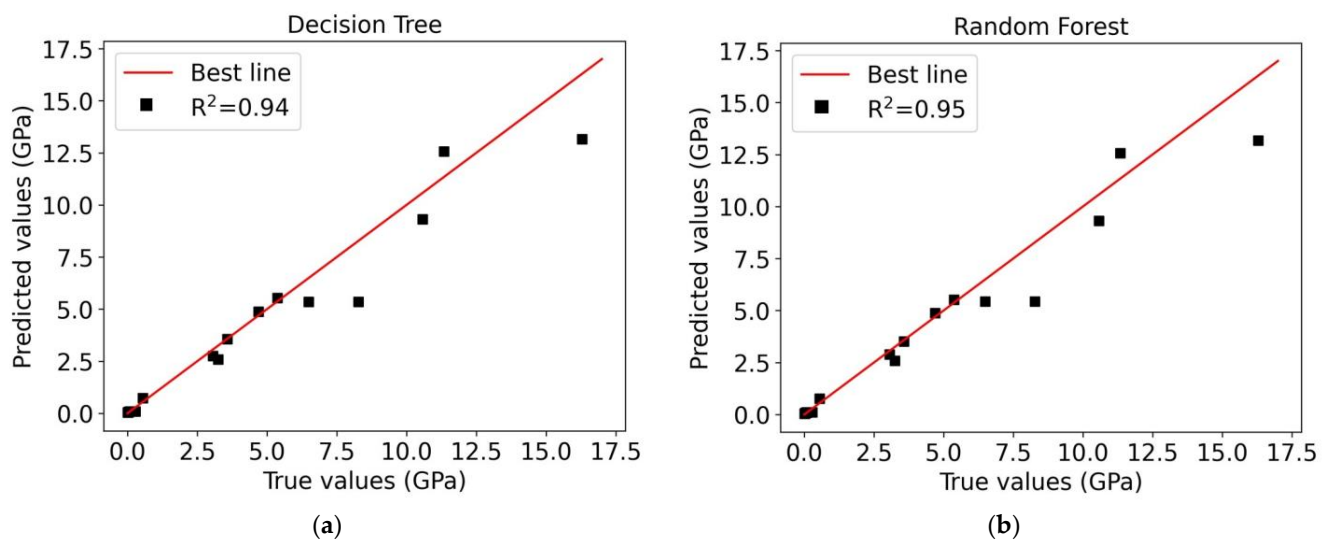 Decision Tree
17.5
15.0
12.5
10.0
7.5
5.0
2.5
0.0
Predicted values (GPa)
Best line
R²=0.94
0.0 2.5 5.0 7.5 10.0 12.5 15.0 17.5
True values (GPa)
(a)
Random Forest
17.5
15.0
12.5
10.0
7.5
5.0
2.5
0.0
Predicted values (GPa)
Best line
R²=0.95
0.0 2.5 5.0 7.5 10.0 12.5 15.0 17.5
True values (GPa)
(b)